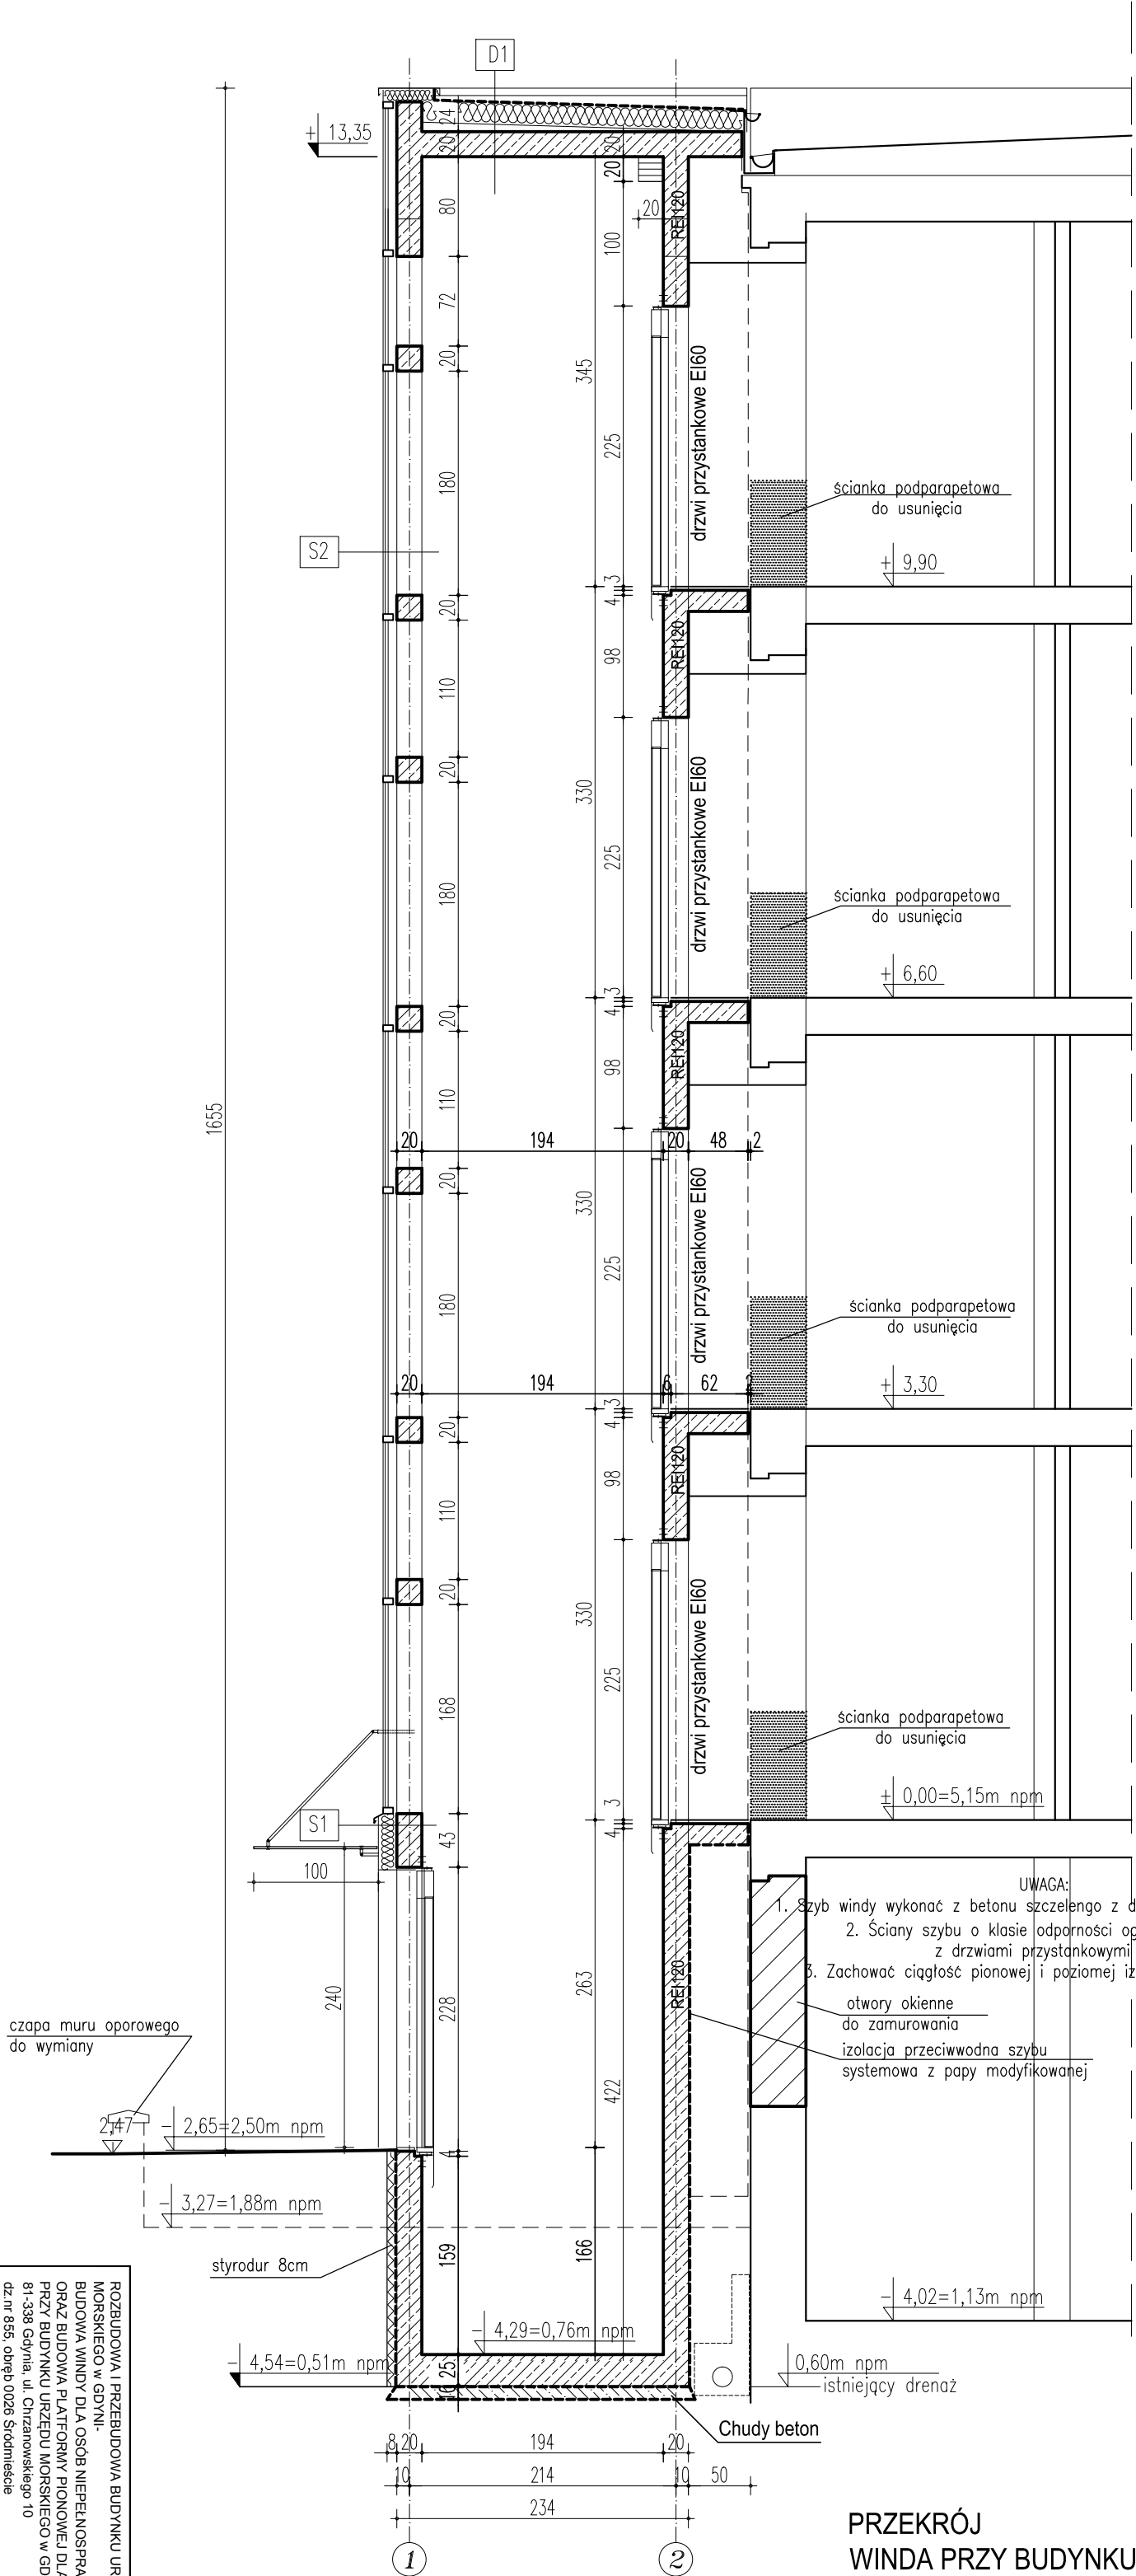 D1
+ 13,35
24
20
20
20
20
80
100
REI120
72
20
345
225
drzwi przystankowe EI60
180
ścianka podparapetowa
do usunięcia
S2
+ 9,90
3
4
20
98
REI120
110
20
330
225
drzwi przystankowe EI60
180
ścianka podparapetowa
do usunięcia
+ 6,60
3
4
20
98
REI120
110
1655
20
194
20
48
2
20
330
225
drzwi przystankowe EI60
180
ścianka podparapetowa
do usunięcia
20
194
6
62
2
+ 3,30
3
4
20
98
REI120
110
20
330
225
drzwi przystankowe EI60
168
ścianka podparapetowa
do usunięcia
± 0,00=5,15m npm
3
4
S1
43
100
UWAGA:
1. Szyb windy wykonać z betonu szczelengo z d
2. Ściany szybu o klasie odporności og
z drzwiami przystankowymi
3. Zachować ciągłość pionowej i poziomej iz
REI120
240
228
263
422
otwory okienne
do zamurowania
izolacja przeciwwodna szybu
systemowa z papy modyfikowanej
czapa muru oporowego
do wymiany
2,47
- 2,65=2,50m npm
4
- 3,27=1,88m npm
159
166
styrodur 8cm
- 4,02=1,13m npm
- 4,29=0,76m npm
- 4,54=0,51m npm
25
16
0,60m npm
istniejący drenaż
Chudy beton
8
20
194
20
10
214
10
50
234
1
2
ROZBUDOWA I PRZEBUDOWA BUDYNKU UR
MORSKIEGO w GDYNI-
BUDOWA WINDY DLA OSÓB NIEPEŁNOSPRA
ORAZ BUDOWA PLATFORMY PIONOWEJ DLA
PRZY BUDYNKU URZĘDU MORSKIEGO w GD
81-338 Gdynia, ul. Chrzanowskiego 10
dz.nr 855, obręb 0026 Śródmieście
PRZEKRÓJ
WINDA PRZY BUDYNKU